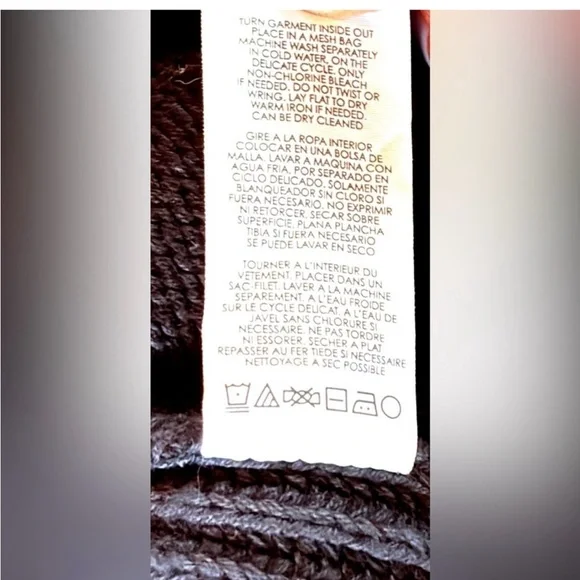 TURN GARMENT INSIDE OUT
PLACE IN A MESH BAG
MACHINE WASH SEPARATELY
IN COLD WATER, ON THE
DELICATE CYCLE. ONLY
NON-CHLORINE BLEACH
IF NEEDED. DO NOT TWIST OR
WRING. LAY FLAT TO DRY
WARM IRON IF NEEDED.
CAN BE DRY CLEANED
GIRE A LA ROPA INTERIOR
COLOCAR EN UNA BOLSA DE
MALLA. LAVAR A MAQUINA CON
AGUA FRIA, POR SEPARADO EN
CICLO DELICADO. SOLAMENTE
BLANQUEADOR SIN CLORO SI
FUERA NECESARIO. NO EXPRIMIR
NI RETORCER. SECAR SOBRE
SUPERFICIE. PLANA PLANCHA
TIBIA SI FUERA NECESARIO
SE PUEDE LAVAR EN SECO
TOURNER A L'INTERIEUR DU
VETEMENT. PLACER DANS UN
SAC-FILET. LAVER A LA MACHINE
SEPAREMENT. A L'EAU FROIDE
SUR LE CYCLE DELICAT. A L'EAU DE
JAVEL SANS CHLORURE SI
NECESSAIRE. NE PAS TORDRE
NI ESSORER. SECHER A PLAT
REPASSER AU FER TIEDE SI NECESSAIRE
NETTOYAGE A SEC POSSIBLE